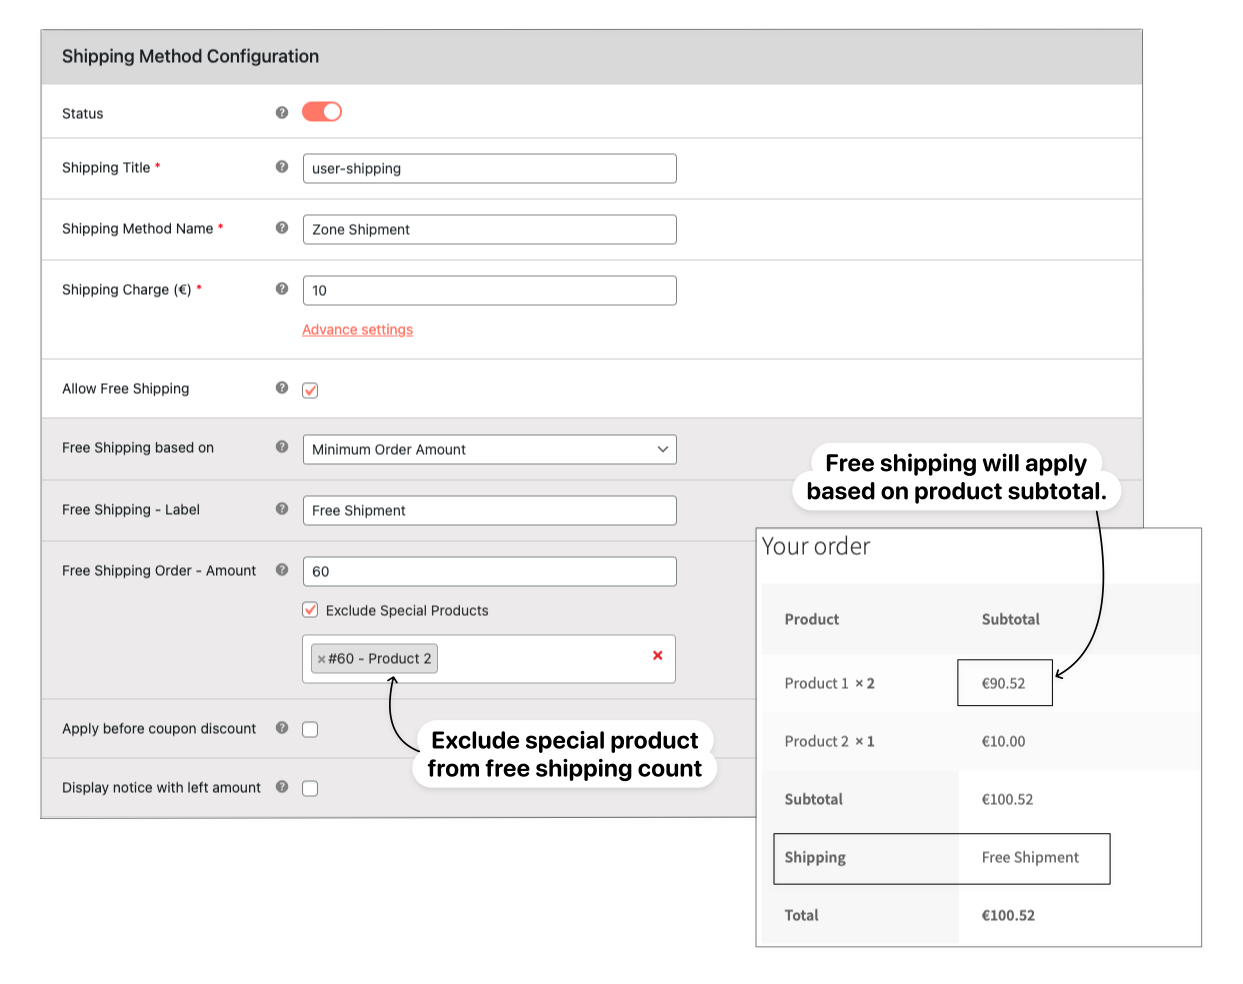 Shipping Method Configuration
Status
Shipping Title *
user-shipping
Shipping Method Name *
Zone Shipment
Shipping Charge (€) *
10
Advance settings
Allow Free Shipping
Free Shipping based on
Minimum Order Amount
Free Shipping - Label
Free Shipment
Free Shipping Order - Amount
60
Exclude Special Products
×#60 - Product 2
Apply before coupon discount
Display notice with left amount
Exclude special product
from free shipping count
Free shipping will apply
based on product subtotal.
Your order
Product Subtotal
Product 1 × 2 €90.52
Product 2 × 1 €10.00
Subtotal €100.52
Shipping Free Shipment
Total €100.52